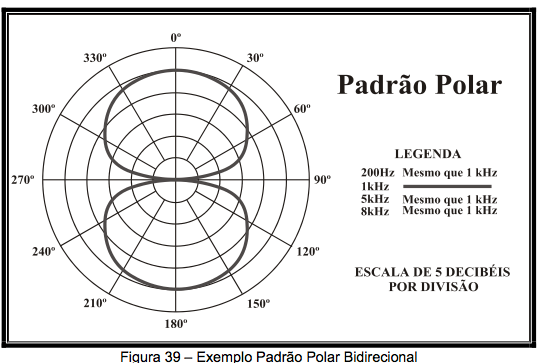 0º
330º
30º
300º
60º
270º
90º
240º
120º
210º
150º
180º
Padrão Polar
LEGENDA
200Hz Mesmo que 1 kHz
1kHz
5kHz Mesmo que 1 kHz
8kHz Mesmo que 1 kHz
ESCALA DE 5 DECIBÉIS
POR DIVISÃO
Figura 39 – Exemplo Padrão Polar Bidirecional